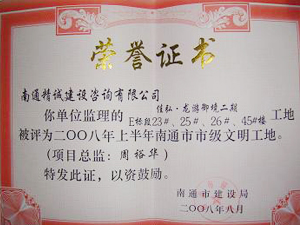 荣誉证书
南通精诚建设咨询有限公司
佳弘·龙游御境二期
你单位监理的E标段23#、25#、26#、45#楼工地
被评为二〇〇八年上半年南通市市级文明工地。
(项目总监:周裕华)
特发此证,以资鼓励。
南通市建设局
二〇〇八年八月